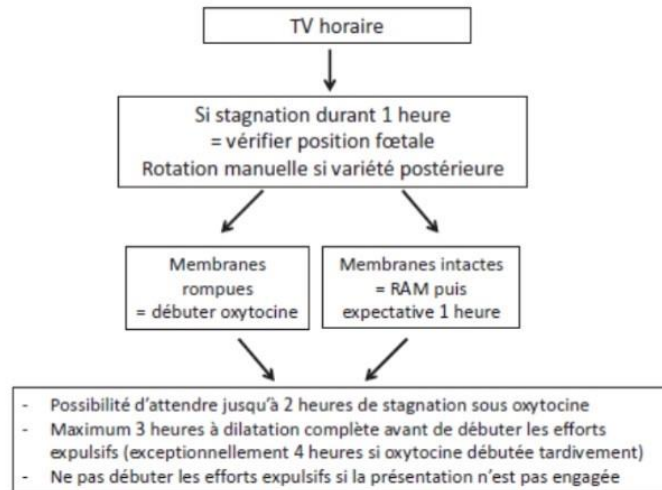 TV horaire
Si stagnation durant 1 heure
= vérifier position fœtale
Rotation manuelle si variété postérieure
Membranes
rompues
= débuter oxytocine
Membranes intactes
= RAM puis
expectative 1 heure
- Possibilité d'attendre jusqu'à 2 heures de stagnation sous oxytocine
- Maximum 3 heures à dilatation complète avant de débuter les efforts
expulsifs (exceptionnellement 4 heures si oxytocine débutée tardivement)
- Ne pas débuter les efforts expulsifs si la présentation n'est pas engagée